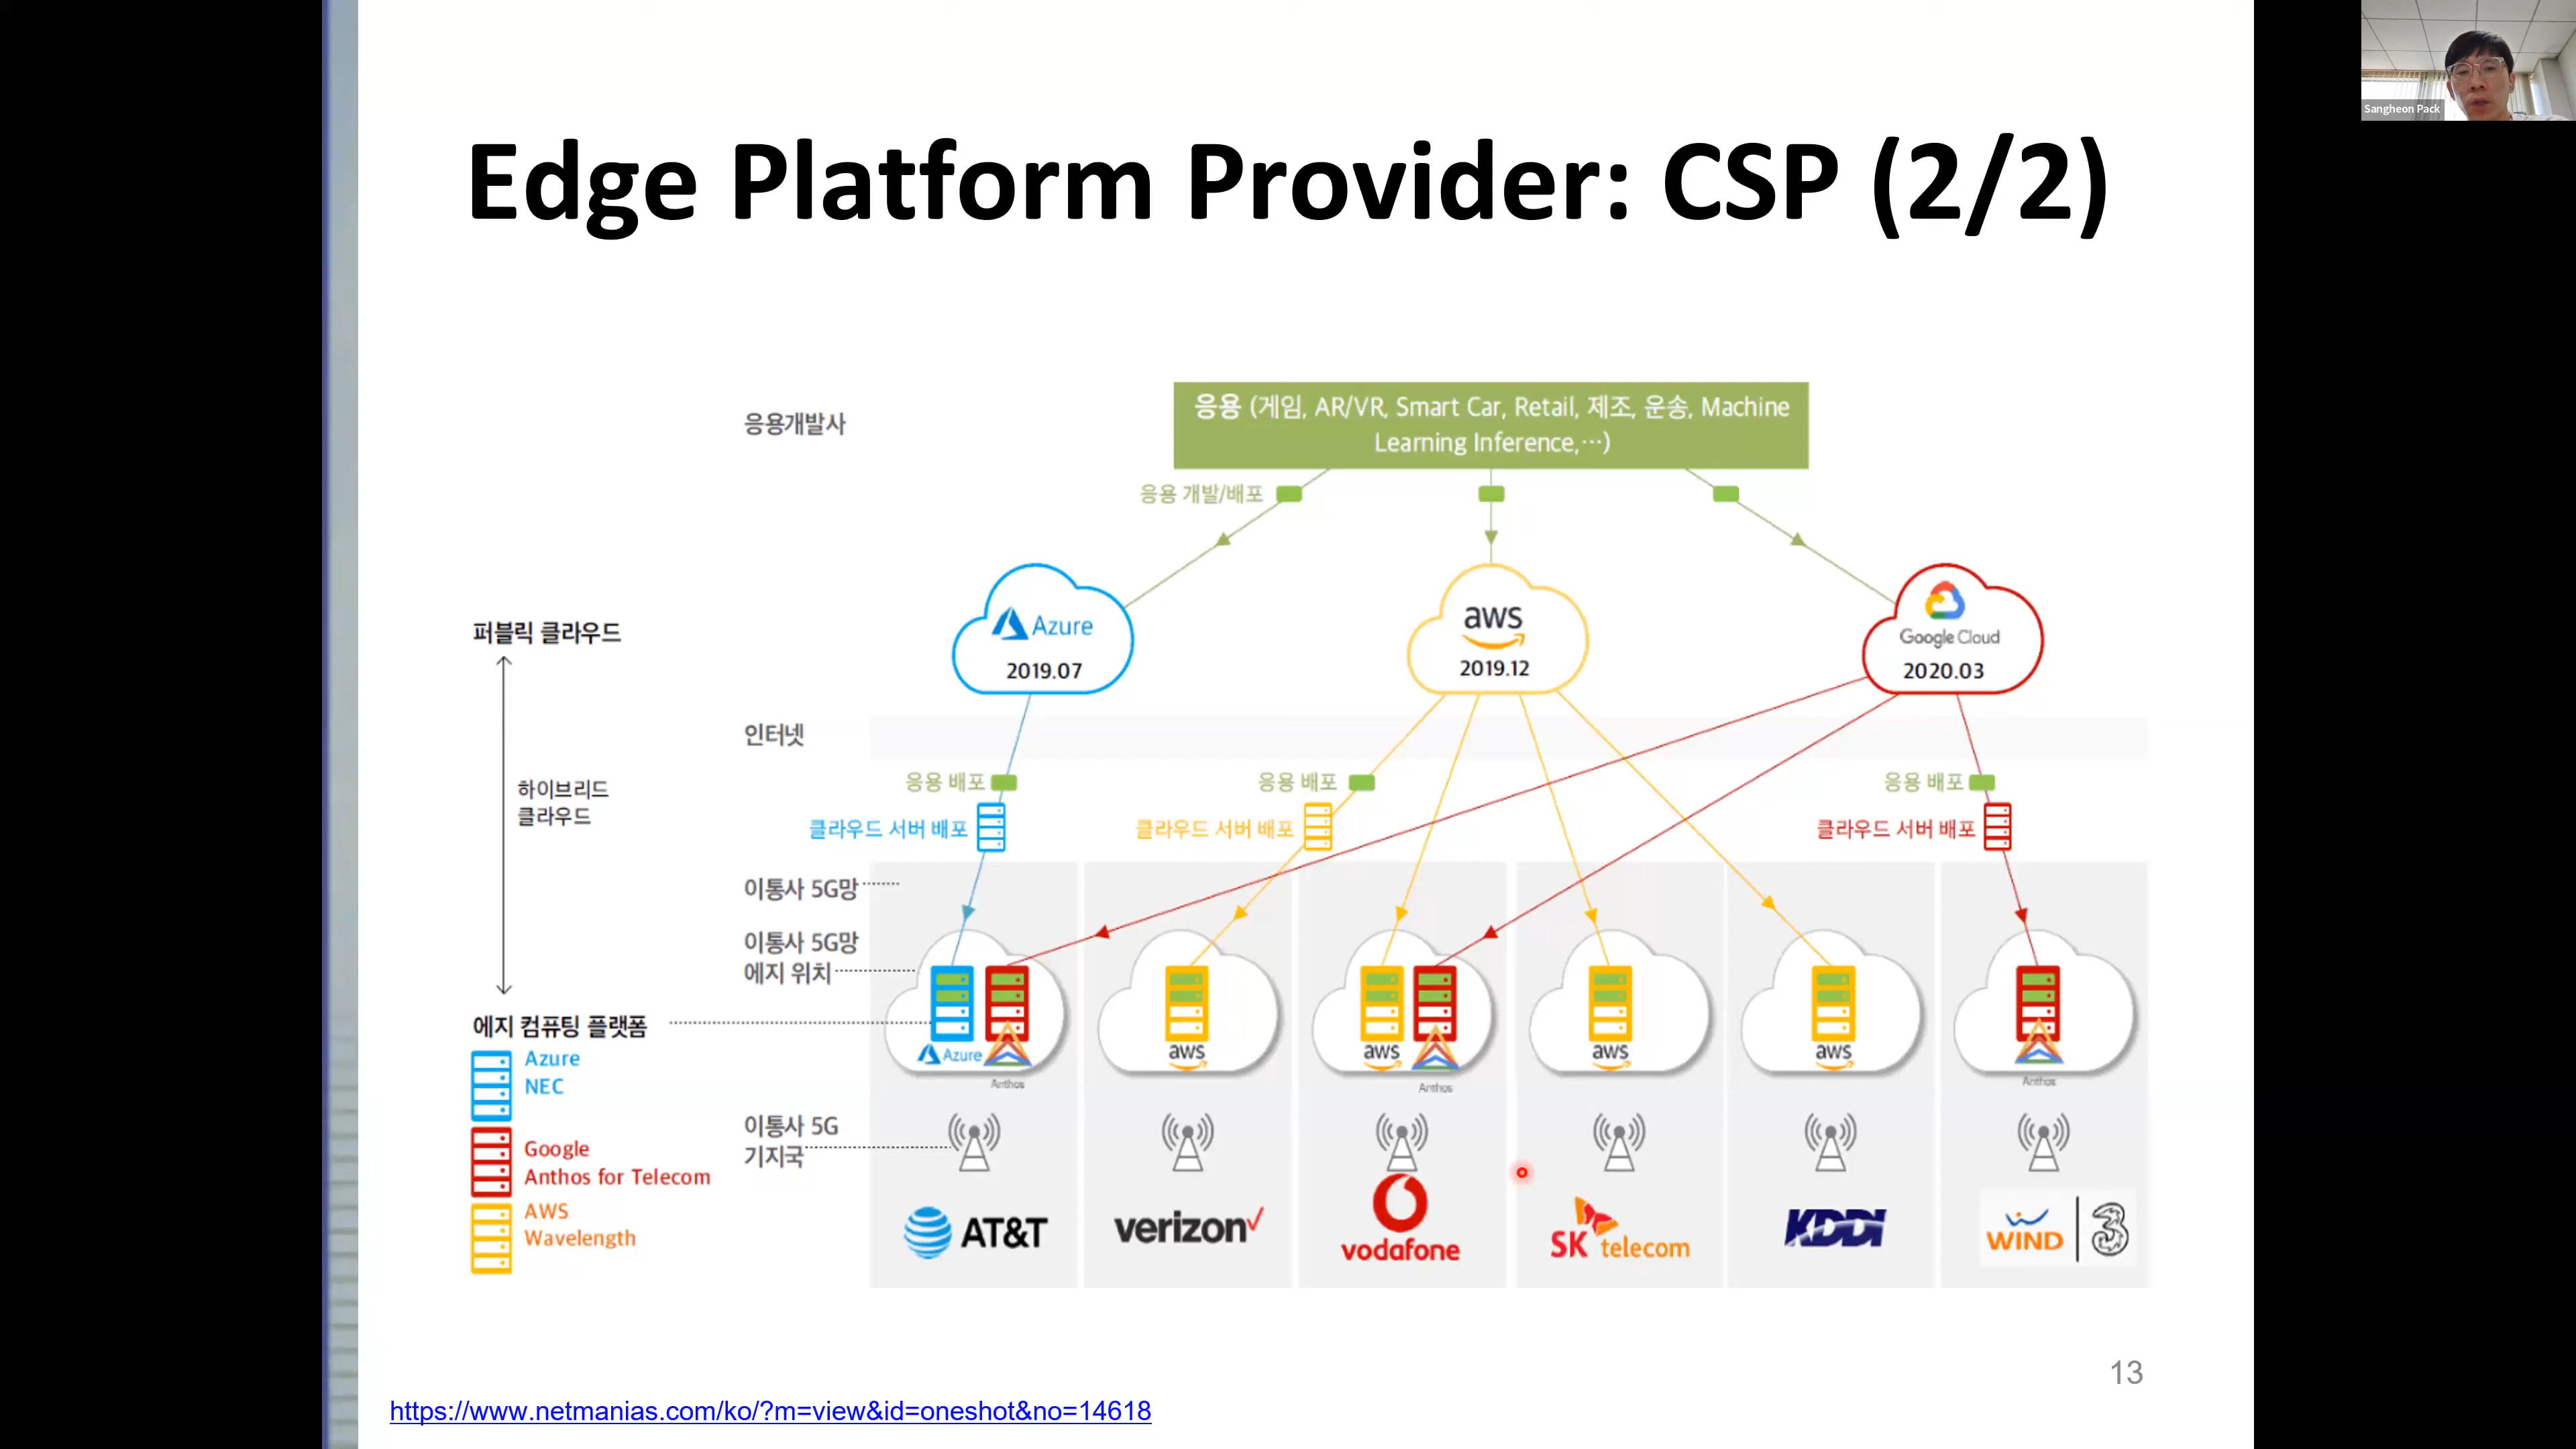 Sangheon Pack
Edge Platform Provider: CSP (2/2)
응용개발사
응용 (게임, AR/VR, Smart Car, Retail, 제조, 운송, Machine
Learning Inference,…)
응용 개발/배포
퍼블릭 클라우드
Azure
2019.07
aws
2019.12
Google Cloud
2020.03
인터넷
하이브리드
클라우드
응용 배포
응용 배포
응용 배포
클라우드 서버 배포
클라우드 서버 배포
클라우드 서버 배포
이통사 5G망
이통사 5G망
에지 위치
에지 컴퓨팅 플랫폼
Azure
Anthos
aws
aws
Anthos
aws
aws
Anthos
Azure
NEC
Google
Anthos for Telecom
AWS
Wavelength
이통사 5G
기지국
AT&T
verizon
vodafone
SK telecom
KDDI
WIND 3
13
https://www.netmanias.com/ko/?m=view&id=oneshot&no=14618